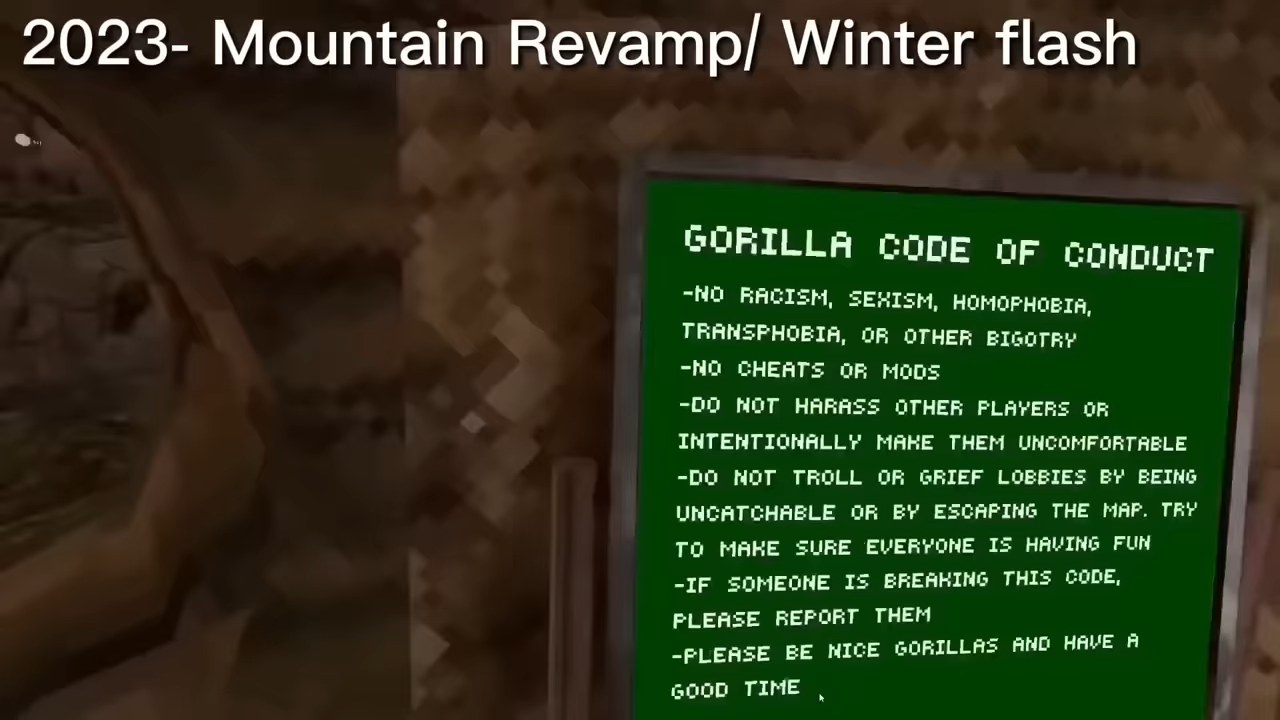 2023- Mountain Revamp/ Winter flash
GORILLA CODE OF CONDUCT
-NO RACISM, SEXISM, HOMOPHOBIA,
TRANSPHOBIA, OR OTHER BIGOTRY
-NO CHEATS OR MODS
-DO NOT HARASS OTHER PLAYERS OR
INTENTIONALLY MAKE THEM UNCOMFORTABLE
-DO NOT TROLL OR GRIEF LOBBIES BY BEING
UNCATCHABLE OR BY ESCAPING THE MAP. TRY
TO MAKE SURE EVERYONE IS HAVING FUN
-IF SOMEONE IS BREAKING THIS CODE,
PLEASE REPORT THEM
-PLEASE BE NICE GORILLAS AND HAVE A
GOOD TIME